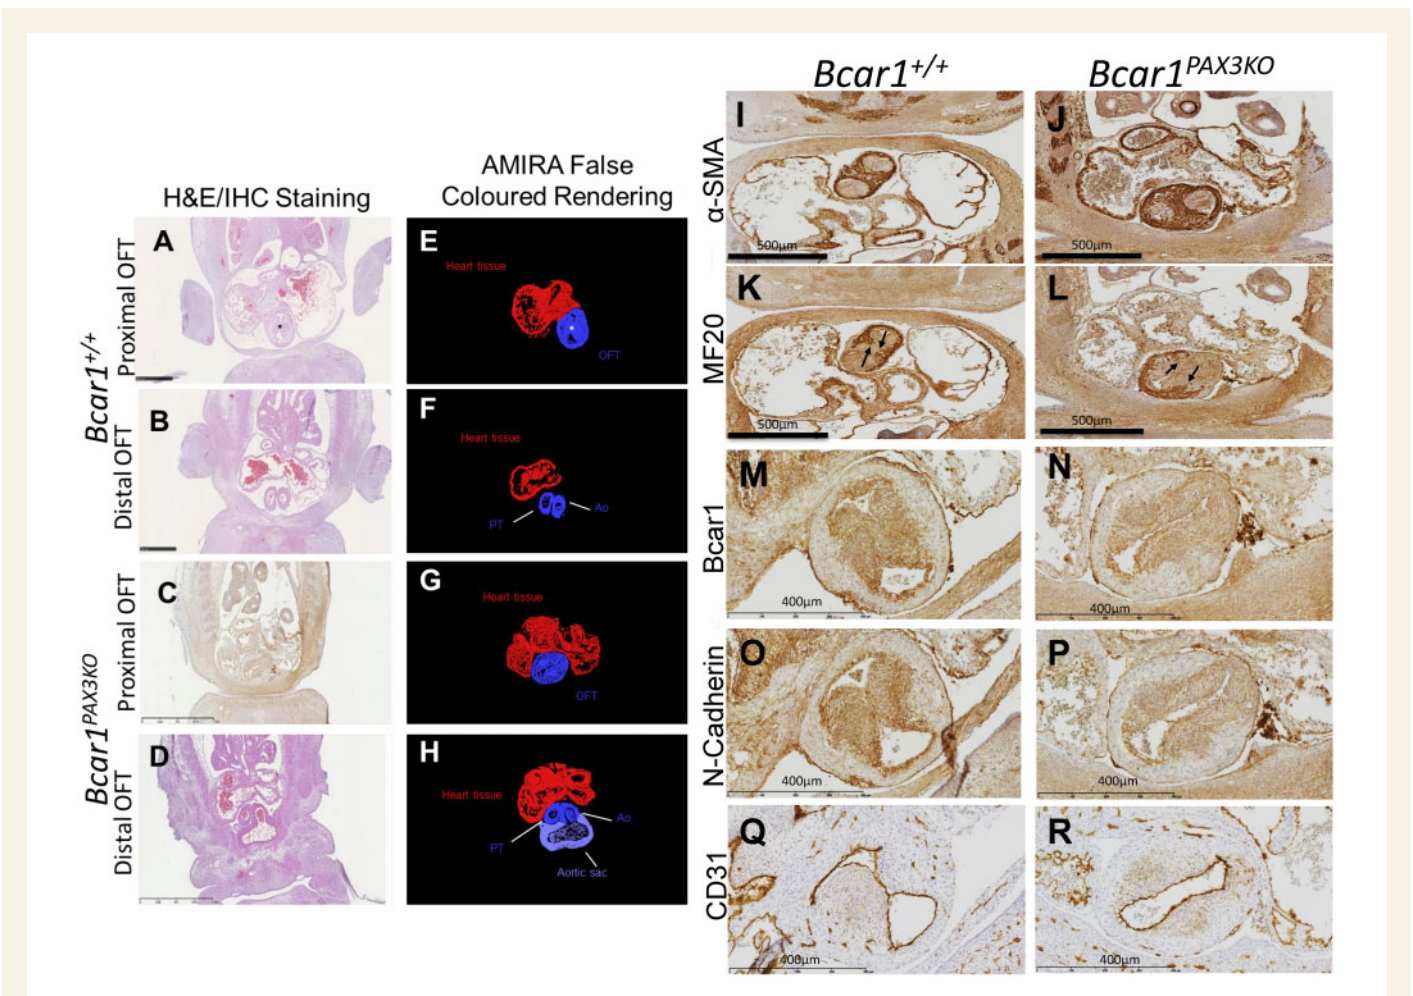 Bcar1+/+
Bcar1PAX3KO
H&E/IHC Staining
AMIRA False
Coloured Rendering
Bcar1+/+
Proximal OFT
Distal OFT
Bcar1PAX3KO
Proximal OFT
Distal OFT
A
B
C
D
E
Heart tissue
OFT
F
Heart tissue
PT
Ao
G
Heart tissue
OFT
H
Heart tissue
Ao
PT
Aortic sac
α-SMA
I
500µm
J
500µm
MF20
K
500µm
L
500µm
Bcar1
M
400µm
N
400µm
N-Cadherin
O
400µm
P
400µm
CD31
Q
400µm
R
400µm